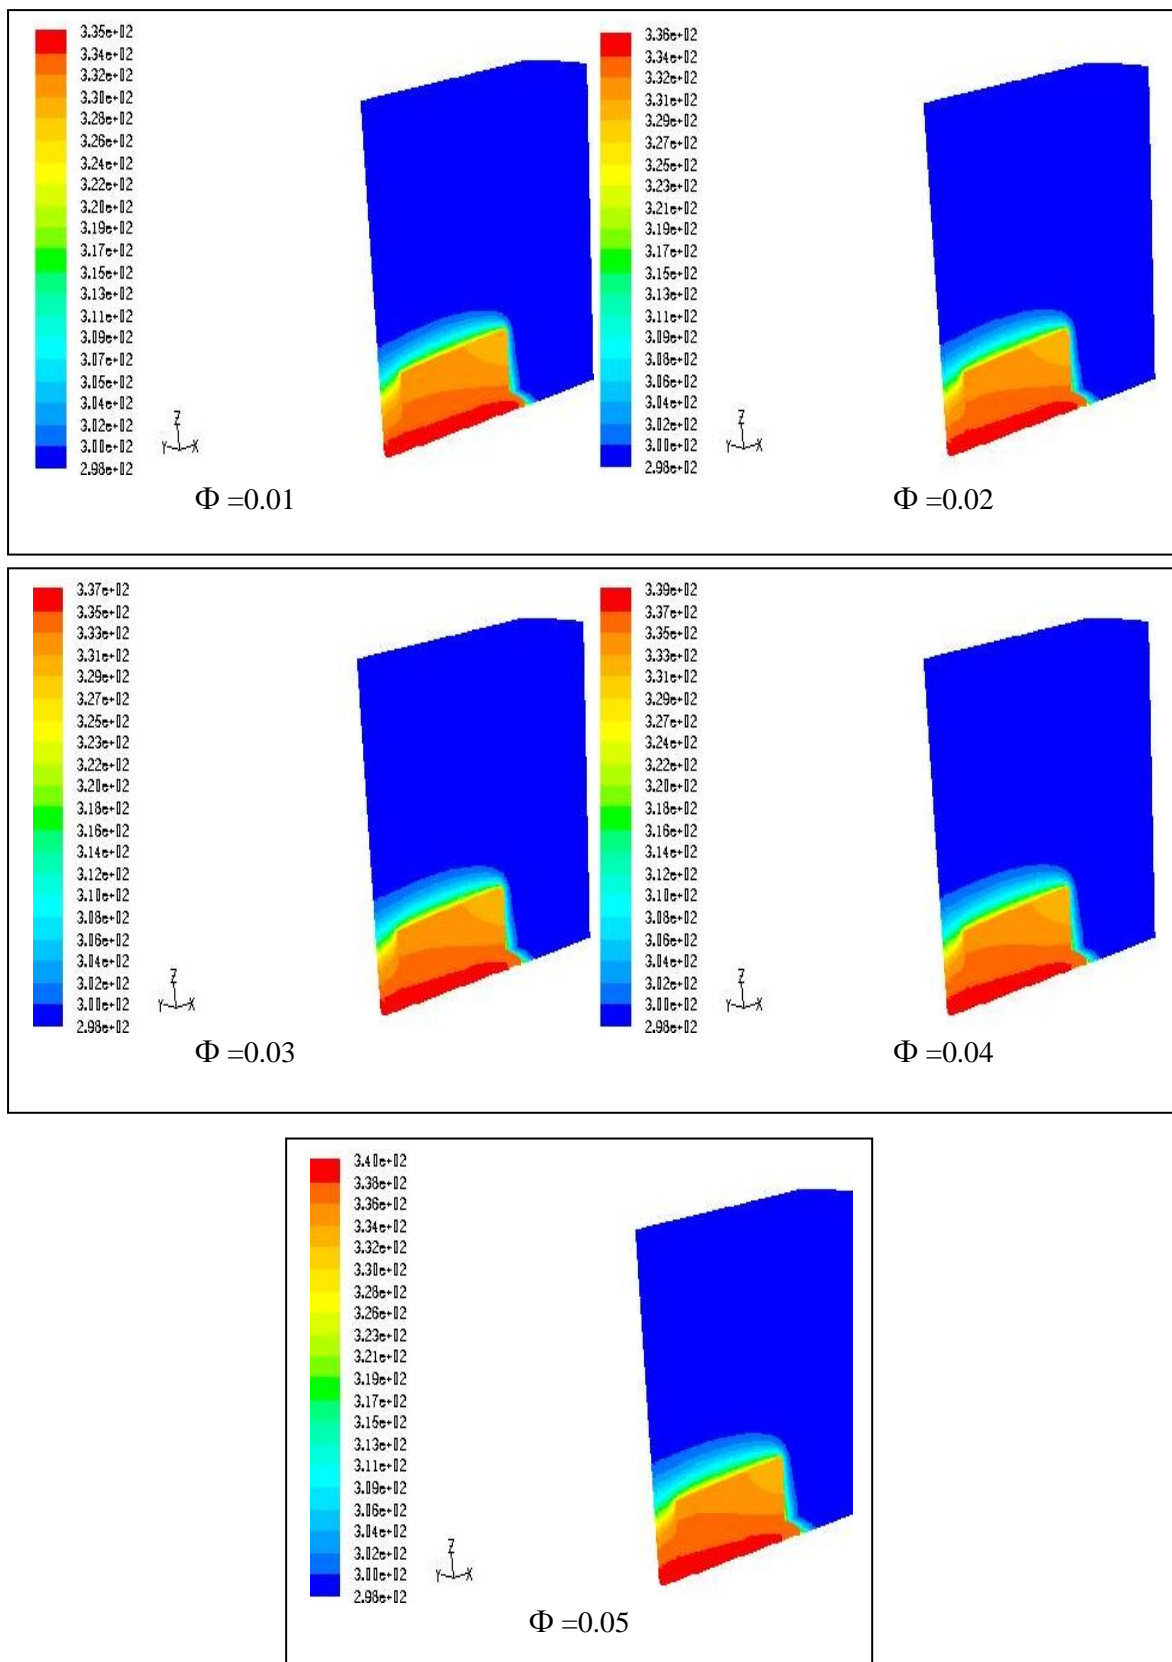 3.35e+02
3.34e+02
3.32e+02
3.30e+02
3.28e+02
3.26e+02
3.24e+02
3.22e+02
3.20e+02
3.19e+02
3.17e+02
3.15e+02
3.13e+02
3.11e+02
3.09e+02
3.07e+02
3.05e+02
3.04e+02
3.02e+02
3.00e+02
2.98e+02
Z
Y X
Φ =0.01
3.36e+02
3.34e+02
3.32e+02
3.31e+02
3.29e+02
3.27e+02
3.25e+02
3.23e+02
3.21e+02
3.19e+02
3.17e+02
3.15e+02
3.13e+02
3.11e+02
3.09e+02
3.08e+02
3.06e+02
3.04e+02
3.02e+02
3.00e+02
2.98e+02
Z
Y X
Φ =0.02
3.37e+02
3.35e+02
3.33e+02
3.31e+02
3.29e+02
3.27e+02
3.25e+02
3.23e+02
3.22e+02
3.20e+02
3.18e+02
3.16e+02
3.14e+02
3.12e+02
3.10e+02
3.08e+02
3.06e+02
3.04e+02
3.02e+02
3.00e+02
2.98e+02
Z
Y X
Φ =0.03
3.39e+02
3.37e+02
3.35e+02
3.33e+02
3.31e+02
3.29e+02
3.27e+02
3.24e+02
3.22e+02
3.20e+02
3.18e+02
3.16e+02
3.14e+02
3.12e+02
3.10e+02
3.08e+02
3.06e+02
3.04e+02
3.02e+02
3.00e+02
2.98e+02
Z
Y X
Φ =0.04
3.40e+02
3.38e+02
3.36e+02
3.34e+02
3.32e+02
3.30e+02
3.28e+02
3.26e+02
3.23e+02
3.21e+02
3.19e+02
3.17e+02
3.15e+02
3.13e+02
3.11e+02
3.09e+02
3.06e+02
3.04e+02
3.02e+02
3.00e+02
2.98e+02
Z
Y X
Φ =0.05